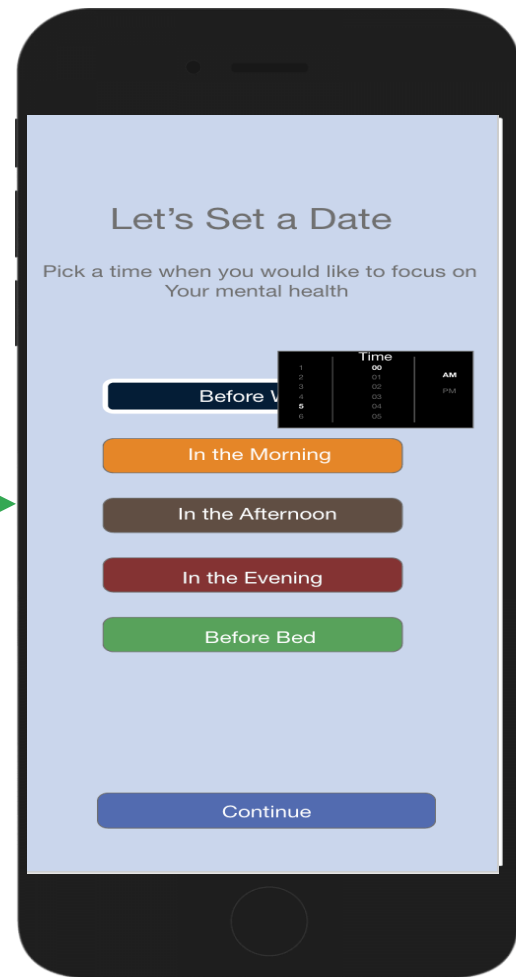 Let's Set a Date
Pick a time when you would like to focus on
Your mental health
Time
1 00
2 01 AM
3 02 PM
4 03
5 04
6 05
Before
In the Morning
In the Afternoon
In the Evening
Before Bed
Continue